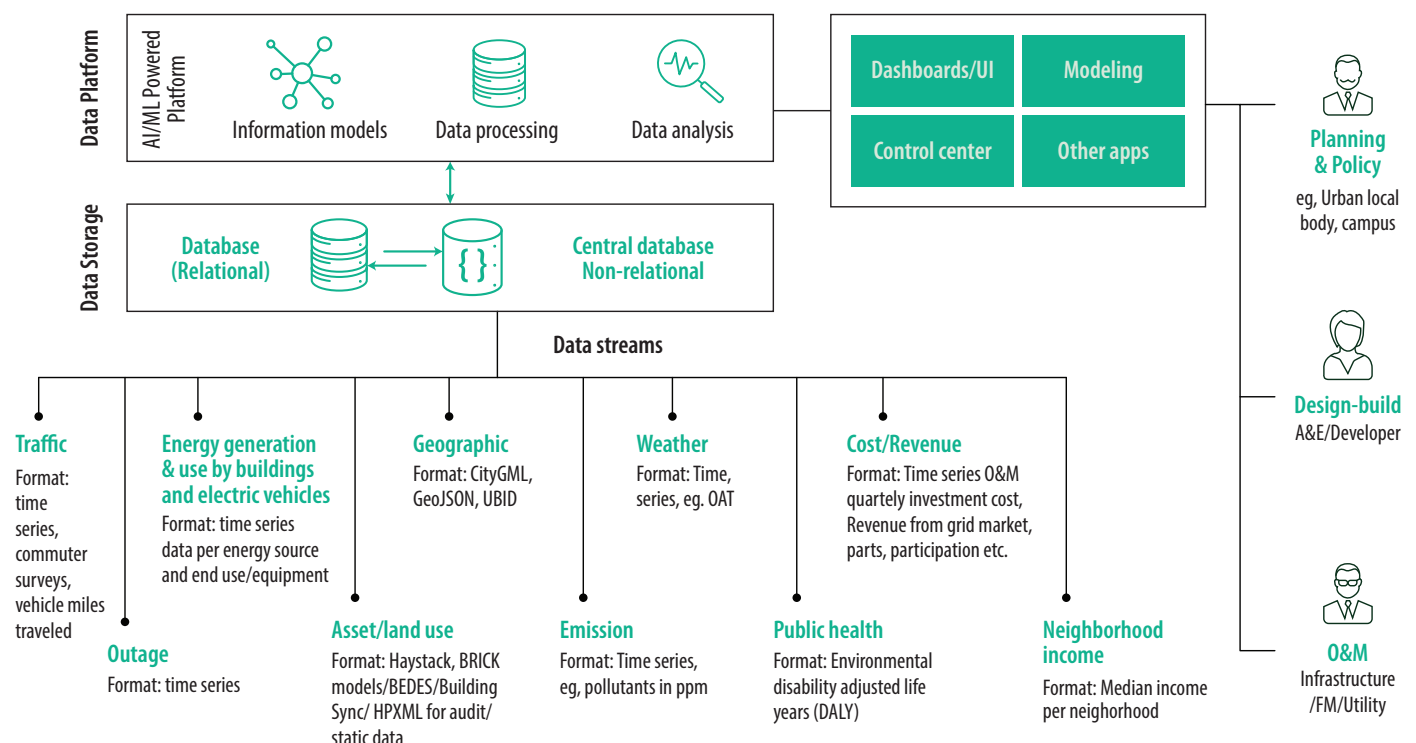 Data Platform
AI/ML Powered
Platform
Information models
Data processing
Data analysis
Dashboards/UI
Modeling
Control center
Other apps
Planning
& Policy
eg, Urban local
body, campus
Data Storage
Database
(Relational)
{}
Central database
Non-relational
Data streams
Design-build
A&E/Developer
Traffic
Format:
time
series,
commuter
surveys,
vehicle miles
traveled
Energy generation
& use by buildings
and electric vehicles
Format: time series
data per energy source
and end use/equipment
Geographic
Format: CityGML,
GeoJSON, UBID
Weather
Format: Time,
series, eg. OAT
Cost/Revenue
Format: Time series O&M
quartely investment cost,
Revenue from grid market,
parts, participation etc.
Outage
Format: time series
Asset/land use
Format: Haystack, BRICK
models/BEDES/Building
Sync/ HPXML for audit/
static data
Emission
Format: Time series,
eg, pollutants in ppm
Public health
Format: Environmental
disability adjusted life
years (DALY)
Neighborhood
income
Format: Median income
per neighorhood
O&M
Infrastructure
/FM/Utility